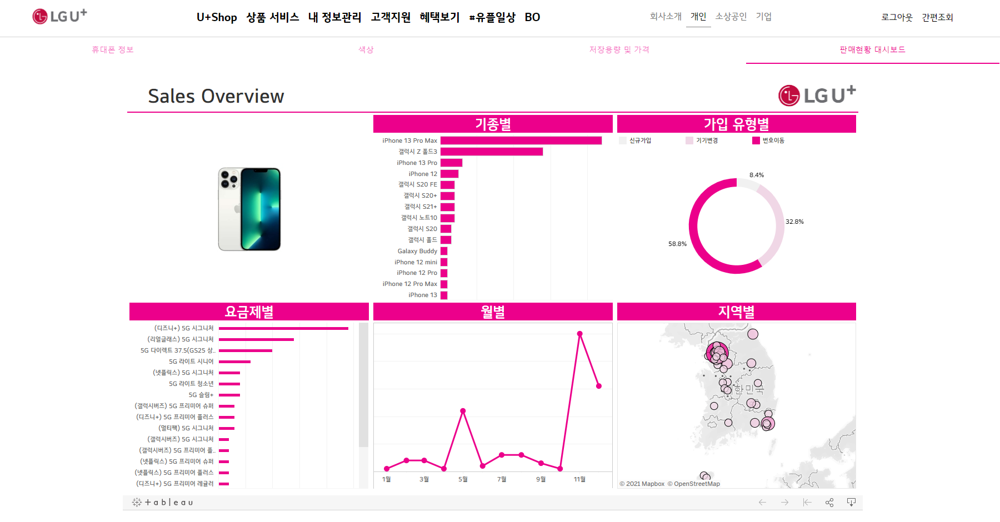 LG U+
U+Shop 상품 서비스 내 정보관리 고객지원 혜택보기 #유플일상 BO
회사소개 개인 소상공인 기업
로그아웃 간편조회
휴대폰 정보 색상 저장용량 및 가격 판매현황 대시보드
Sales Overview
LG U+
기종별
iPhone 13 Pro Max
갤럭시 Z 폴드3
iPhone 13 Pro
iPhone 12
갤럭시 S20 FE
갤럭시 S20+
갤럭시 S21+
갤럭시 노트10
갤럭시 S20
갤럭시 폴드
Galaxy Buddy
iPhone 12 mini
iPhone 12 Pro
iPhone 12 Pro Max
iPhone 13
가입 유형별
신규가입 기기변경 번호이동
8.4%
32.8%
58.8%
요금제별
(디즈니+) 5G 시그니처
(리얼글래스) 5G 시그니처
5G 다이렉트 37.5(GS25 상..
5G 라이트 시니어
(넷플릭스) 5G 시그니처
5G 라이트 청소년
5G 슬림+
(갤럭시버즈) 5G 프리미어 슈퍼
(디즈니+) 5G 프리미어 플러스
(멀티팩) 5G 시그니처
(갤럭시버즈) 5G 시그니처
(갤럭시버즈) 5G 프리미어 플..
(넷플릭스) 5G 프리미어 슈퍼
(넷플릭스) 5G 프리미어 플러스
(디즈니+) 5G 프리미어 레귤러
월별
1월 3월 5월 7월 9월 11월
지역별
© 2021 Mapbox © OpenStreetMap
+ableau